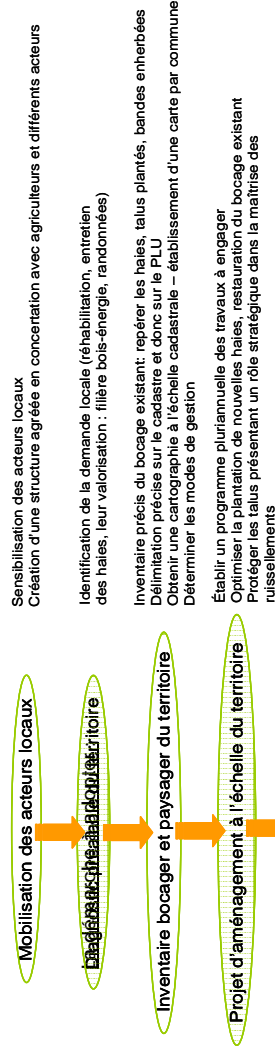 Mobilisation des acteurs locaux
Sensibilisation des acteurs locaux
Création d'une structure agréée en concertation avec agriculteurs et différents acteurs
Diagnostic préalable du territoire
Identification de la demande locale (réhabilitation, entretien
des haies, leur valorisation : filière bois-énergie, randonnées)
Inventaire bocager et paysager du territoire
Inventaire précis du bocage existant: repérer les haies, talus plantés, bandes enherbées
Délimitation précise sur le cadastre et donc sur le PLU
Obtenir une cartographie à l'échelle cadastrale – établissement d'une carte par commune
Déterminer les modes de gestion
Projet d'aménagement à l'échelle du territoire
Établir un programme pluriannuelle des travaux à engager
Optimiser la plantation de nouvelles haies, restauration du bocage existant
Protéger les talus présentant un rôle stratégique dans la maîtrise des
ruissellements